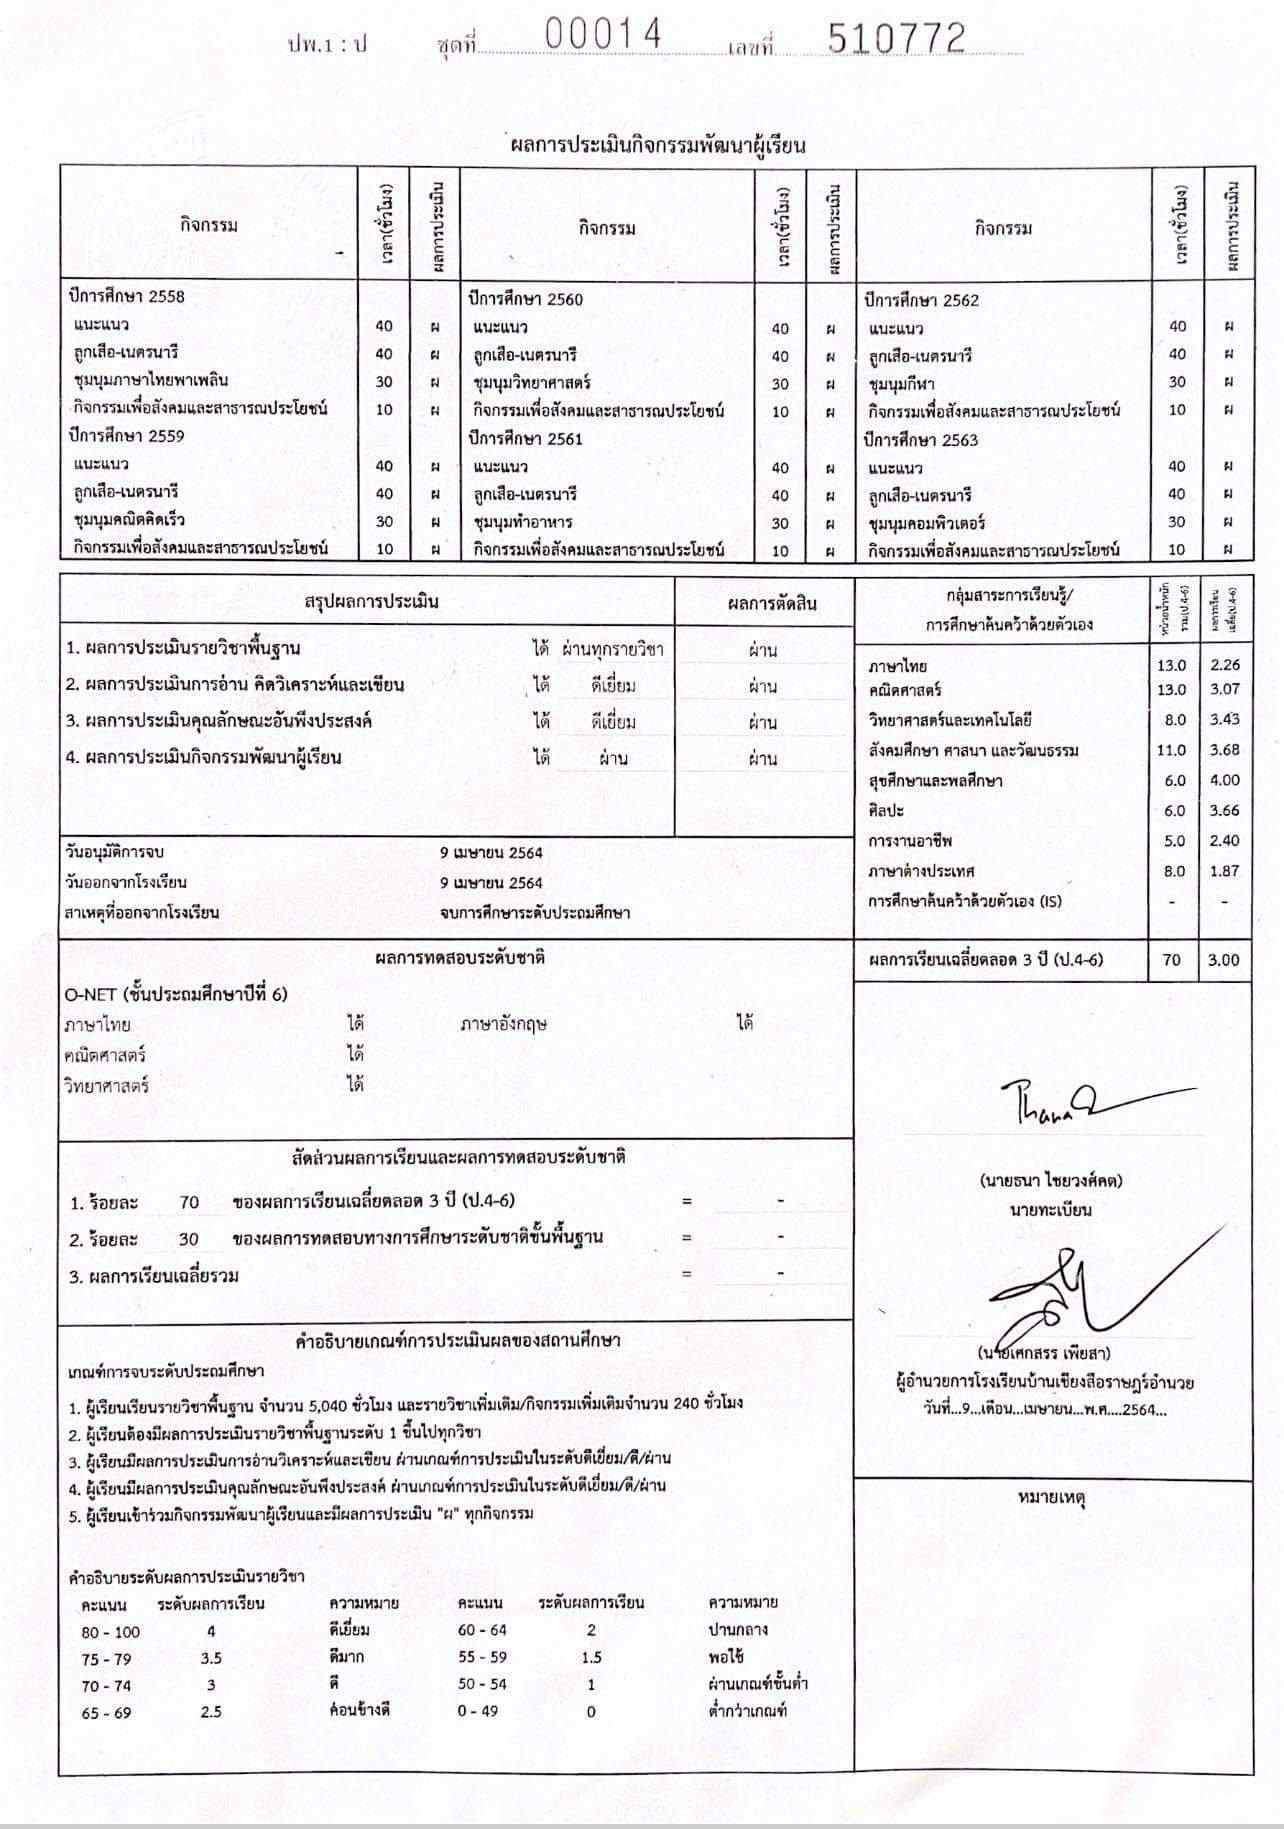 ปพ.1 : ป ชุดที่ 00014 เลขที่ 510772
ผลการประเมินกิจกรรมพัฒนาผู้เรียน
กิจกรรม เวลา(ชั่วโมง) ผลการประเมิน กิจกรรม เวลา(ชั่วโมง) ผลการประเมิน กิจกรรม เวลา(ชั่วโมง) ผลการประเมิน
ปีการศึกษา 2558 ปีการศึกษา 2560 ปีการศึกษา 2562
แนะแนว 40 ผ แนะแนว 40 ผ แนะแนว 40 ผ
ลูกเสือ-เนตรนารี 40 ผ ลูกเสือ-เนตรนารี 40 ผ ลูกเสือ-เนตรนารี 40 ผ
ชุมนุมภาษาไทยพาเพลิน 30 ผ ชุมนุมวิทยาศาสตร์ 30 ผ ชุมนุมกีฬา 30 ผ
กิจกรรมเพื่อสังคมและสาธารณประโยชน์ 10 ผ กิจกรรมเพื่อสังคมและสาธารณประโยชน์ 10 ผ กิจกรรมเพื่อสังคมและสาธารณประโยชน์ 10 ผ
ปีการศึกษา 2559 ปีการศึกษา 2561 ปีการศึกษา 2563
แนะแนว 40 ผ แนะแนว 40 ผ แนะแนว 40 ผ
ลูกเสือ-เนตรนารี 40 ผ ลูกเสือ-เนตรนารี 40 ผ ลูกเสือ-เนตรนารี 40 ผ
ชุมนุมคณิตคิดเร็ว 30 ผ ชุมนุมทำอาหาร 30 ผ ชุมนุมคอมพิวเตอร์ 30 ผ
กิจกรรมเพื่อสังคมและสาธารณประโยชน์ 10 ผ กิจกรรมเพื่อสังคมและสาธารณประโยชน์ 10 ผ กิจกรรมเพื่อสังคมและสาธารณประโยชน์ 10 ผ
สรุปผลการประเมิน ผลการตัดสิน
1. ผลการประเมินรายวิชาพื้นฐาน ได้ ผ่านทุกรายวิชา ผ่าน
2. ผลการประเมินการอ่าน คิดวิเคราะห์และเขียน ได้ ดีเยี่ยม ผ่าน
3. ผลการประเมินคุณลักษณะอันพึงประสงค์ ได้ ดีเยี่ยม ผ่าน
4. ผลการประเมินกิจกรรมพัฒนาผู้เรียน ได้ ผ่าน ผ่าน
วันอนุมัติการจบ 9 เมษายน 2564
วันออกจากโรงเรียน 9 เมษายน 2564
สาเหตุที่ออกจากโรงเรียน จบการศึกษาระดับประถมศึกษา
กลุ่มสาระการเรียนรู้/ หน่วยน้ำหนัก ผลการเรียน
การศึกษาค้นคว้าด้วยตัวเอง รวม(ป.4-6) เฉลี่ย(ป.4-6)
ภาษาไทย 13.0 2.26
คณิตศาสตร์ 13.0 3.07
วิทยาศาสตร์และเทคโนโลยี 8.0 3.43
สังคมศึกษา ศาสนา และวัฒนธรรม 11.0 3.68
สุขศึกษาและพลศึกษา 6.0 4.00
ศิลปะ 6.0 3.66
การงานอาชีพ 5.0 2.40
ภาษาต่างประเทศ 8.0 1.87
การศึกษาค้นคว้าด้วยตัวเอง (IS) - -
ผลการเรียนเฉลี่ยตลอด 3 ปี (ป.4-6) 70 3.00
ผลการทดสอบระดับชาติ
O-NET (ชั้นประถมศึกษาปีที่ 6)
ภาษาไทย ได้ ภาษาอังกฤษ ได้
คณิตศาสตร์ ได้
วิทยาศาสตร์ ได้
สัดส่วนผลการเรียนและผลการทดสอบระดับชาติ
1. ร้อยละ 70 ของผลการเรียนเฉลี่ยตลอด 3 ปี (ป.4-6) = -
2. ร้อยละ 30 ของผลการทดสอบทางการศึกษาระดับชาติขั้นพื้นฐาน = -
3. ผลการเรียนเฉลี่ยรวม = -
(นายธนา ไชยวงศ์คต)
นายทะเบียน
(นายเศกสรร เพียสา)
ผู้อำนวยการโรงเรียนบ้านเซียงสือราษฎร์อำนวย
วันที่...9...เดือน...เมษายน...พ.ศ....2564...
หมายเหตุ
คำอธิบายเกณฑ์การประเมินผลของสถานศึกษา
เกณฑ์การจบระดับประถมศึกษา
1. ผู้เรียนเรียนรายวิชาพื้นฐาน จำนวน 5,040 ชั่วโมง และรายวิชาเพิ่มเติม/กิจกรรมเพิ่มเติมจำนวน 240 ชั่วโมง
2. ผู้เรียนต้องมีผลการประเมินรายวิชาพื้นฐานระดับ 1 ขึ้นไปทุกวิชา
3. ผู้เรียนมีผลการประเมินการอ่านวิเคราะห์และเขียน ผ่านเกณฑ์การประเมินในระดับดีเยี่ยม/ดี/ผ่าน
4. ผู้เรียนมีผลการประเมินคุณลักษณะอันพึงประสงค์ ผ่านเกณฑ์การประเมินในระดับดีเยี่ยม/ดี/ผ่าน
5. ผู้เรียนเข้าร่วมกิจกรรมพัฒนาผู้เรียนและมีผลการประเมิน "ผ" ทุกกิจกรรม
คำอธิบายระดับผลการประเมินรายวิชา
คะแนน ระดับผลการเรียน ความหมาย คะแนน ระดับผลการเรียน ความหมาย
80 - 100 4 ดีเยี่ยม 60 - 64 2 ปานกลาง
75 - 79 3.5 ดีมาก 55 - 59 1.5 พอใช้
70 - 74 3 ดี 50 - 54 1 ผ่านเกณฑ์ขั้นต่ำ
65 - 69 2.5 ค่อนข้างดี 0 - 49 0 ต่ำกว่าเกณฑ์